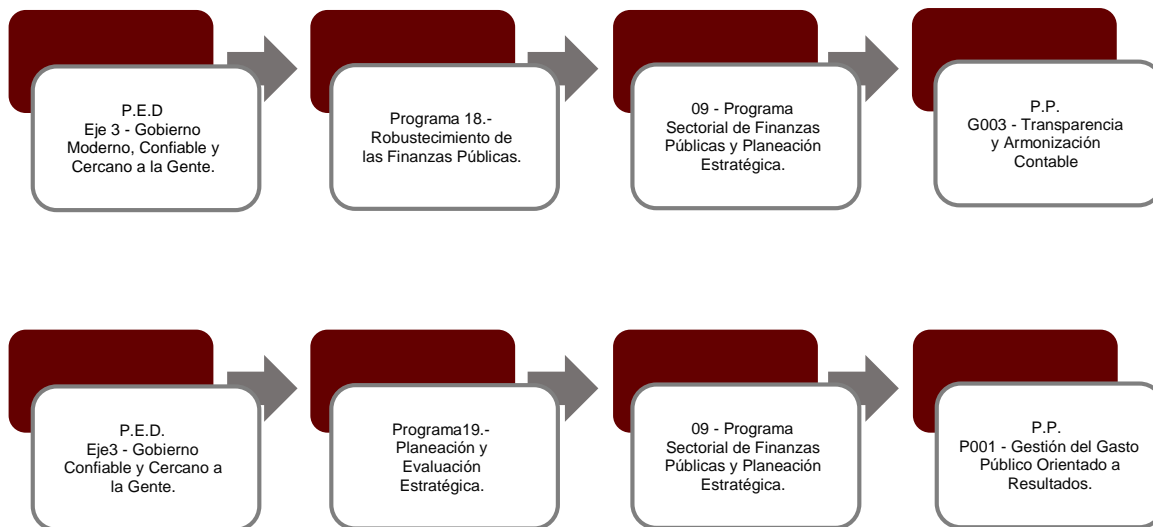 P.E.D
Eje 3 - Gobierno
Moderno, Confiable y
Cercano a la Gente.
Programa 18.-
Robustecimiento de
las Finanzas Públicas.
09 - Programa
Sectorial de Finanzas
Públicas y Planeación
Estratégica.
P.P.
G003 - Transparencia
y Armonización
Contable
P.E.D.
Eje3 - Gobierno
Confiable y Cercano a
la Gente.
Programa19.-
Planeación y
Evaluación
Estratégica.
09 - Programa
Sectorial de Finanzas
Públicas y Planeación
Estratégica.
P.P.
P001 - Gestión del Gasto
Público Orientado a
Resultados.